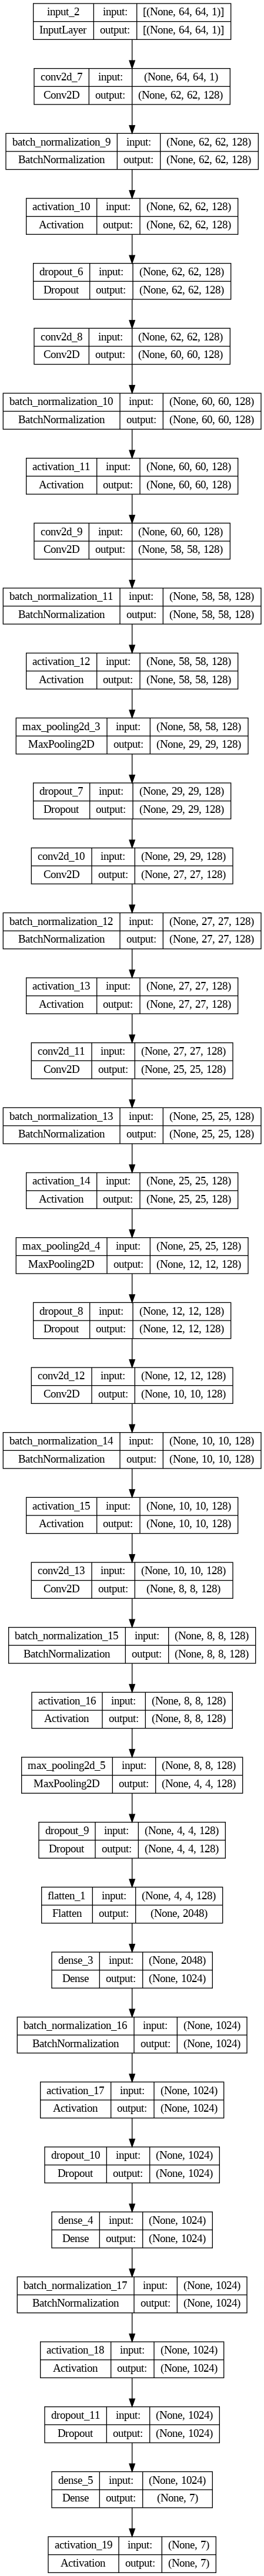 input_2 input: [(None, 64, 64, 1)]
InputLayer output: [(None, 64, 64, 1)]
conv2d_7 input: (None, 64, 64, 1)
Conv2D output: (None, 62, 62, 128)
batch_normalization_9 input: (None, 62, 62, 128)
BatchNormalization output: (None, 62, 62, 128)
activation_10 input: (None, 62, 62, 128)
Activation output: (None, 62, 62, 128)
dropout_6 input: (None, 62, 62, 128)
Dropout output: (None, 62, 62, 128)
conv2d_8 input: (None, 62, 62, 128)
Conv2D output: (None, 60, 60, 128)
batch_normalization_10 input: (None, 60, 60, 128)
BatchNormalization output: (None, 60, 60, 128)
activation_11 input: (None, 60, 60, 128)
Activation output: (None, 60, 60, 128)
conv2d_9 input: (None, 60, 60, 128)
Conv2D output: (None, 58, 58, 128)
batch_normalization_11 input: (None, 58, 58, 128)
BatchNormalization output: (None, 58, 58, 128)
activation_12 input: (None, 58, 58, 128)
Activation output: (None, 58, 58, 128)
max_pooling2d_3 input: (None, 58, 58, 128)
MaxPooling2D output: (None, 29, 29, 128)
dropout_7 input: (None, 29, 29, 128)
Dropout output: (None, 29, 29, 128)
conv2d_10 input: (None, 29, 29, 128)
Conv2D output: (None, 27, 27, 128)
batch_normalization_12 input: (None, 27, 27, 128)
BatchNormalization output: (None, 27, 27, 128)
activation_13 input: (None, 27, 27, 128)
Activation output: (None, 27, 27, 128)
conv2d_11 input: (None, 27, 27, 128)
Conv2D output: (None, 25, 25, 128)
batch_normalization_13 input: (None, 25, 25, 128)
BatchNormalization output: (None, 25, 25, 128)
activation_14 input: (None, 25, 25, 128)
Activation output: (None, 25, 25, 128)
max_pooling2d_4 input: (None, 25, 25, 128)
MaxPooling2D output: (None, 12, 12, 128)
dropout_8 input: (None, 12, 12, 128)
Dropout output: (None, 12, 12, 128)
conv2d_12 input: (None, 12, 12, 128)
Conv2D output: (None, 10, 10, 128)
batch_normalization_14 input: (None, 10, 10, 128)
BatchNormalization output: (None, 10, 10, 128)
activation_15 input: (None, 10, 10, 128)
Activation output: (None, 10, 10, 128)
conv2d_13 input: (None, 10, 10, 128)
Conv2D output: (None, 8, 8, 128)
batch_normalization_15 input: (None, 8, 8, 128)
BatchNormalization output: (None, 8, 8, 128)
activation_16 input: (None, 8, 8, 128)
Activation output: (None, 8, 8, 128)
max_pooling2d_5 input: (None, 8, 8, 128)
MaxPooling2D output: (None, 4, 4, 128)
dropout_9 input: (None, 4, 4, 128)
Dropout output: (None, 4, 4, 128)
flatten_1 input: (None, 4, 4, 128)
Flatten output: (None, 2048)
dense_3 input: (None, 2048)
Dense output: (None, 1024)
batch_normalization_16 input: (None, 1024)
BatchNormalization output: (None, 1024)
activation_17 input: (None, 1024)
Activation output: (None, 1024)
dropout_10 input: (None, 1024)
Dropout output: (None, 1024)
dense_4 input: (None, 1024)
Dense output: (None, 1024)
batch_normalization_17 input: (None, 1024)
BatchNormalization output: (None, 1024)
activation_18 input: (None, 1024)
Activation output: (None, 1024)
dropout_11 input: (None, 1024)
Dropout output: (None, 1024)
dense_5 input: (None, 1024)
Dense output: (None, 7)
activation_19 input: (None, 7)
Activation output: (None, 7)